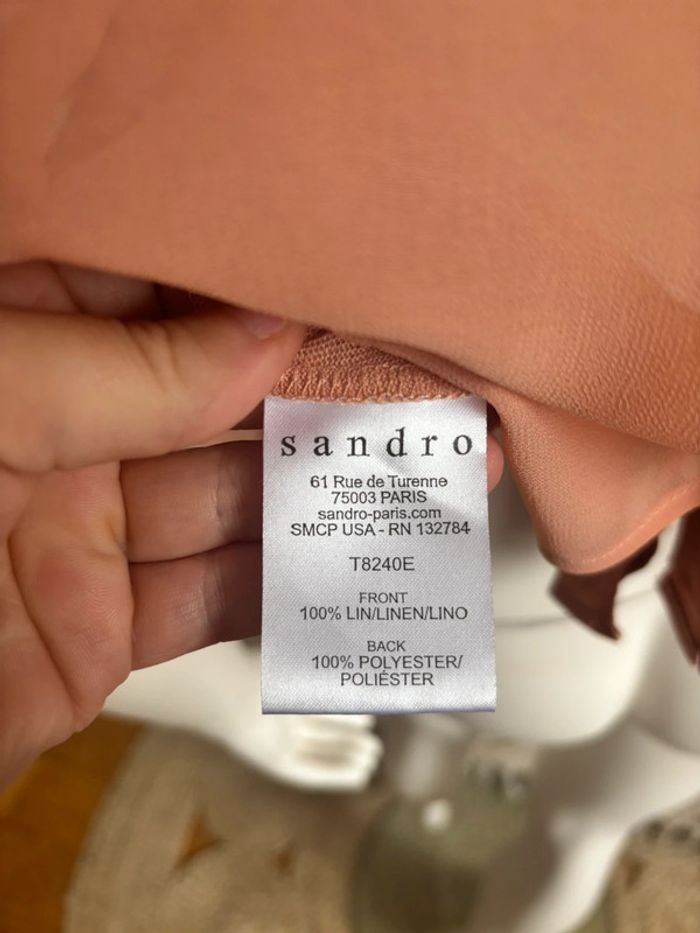 sandro
61 Rue de Turenne
75003 PARIS
sandro-paris.com
SMCP USA - RN 132784
T8240E
FRONT
100% LIN/LINEN/LINO
BACK
100% POLYESTER/
POLIÉSTER